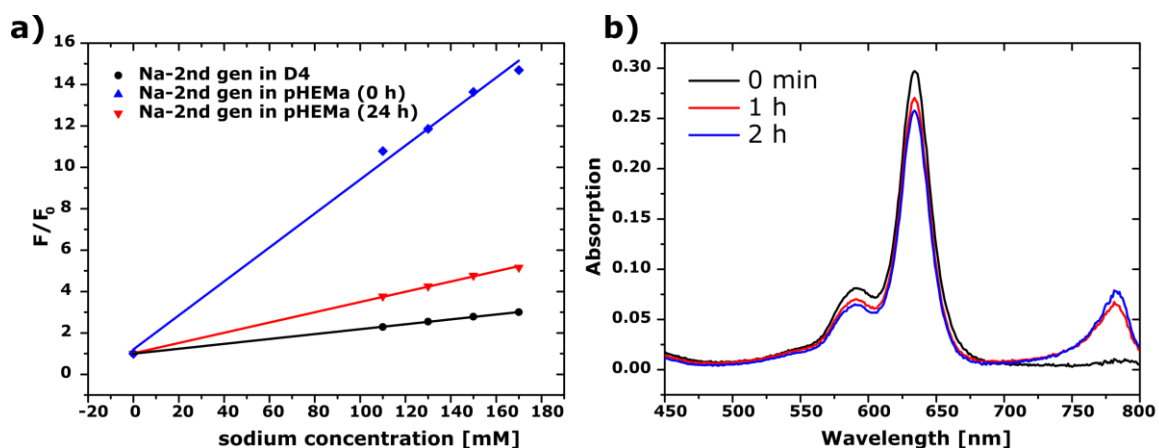 a)
16
14
12
10
8
6
4
2
0
F/F0
Na-2nd gen in D4
Na-2nd gen in pHEMa (0 h)
Na-2nd gen in pHEMa (24 h)
-20 0 20 40 60 80 100 120 140 160 180
sodium concentration [mM]
b)
0.30
0.25
0.20
0.15
0.10
0.05
0.00
Absorption
0 min
1 h
2 h
450 500 550 600 650 700 750 800
Wavelength [nm]